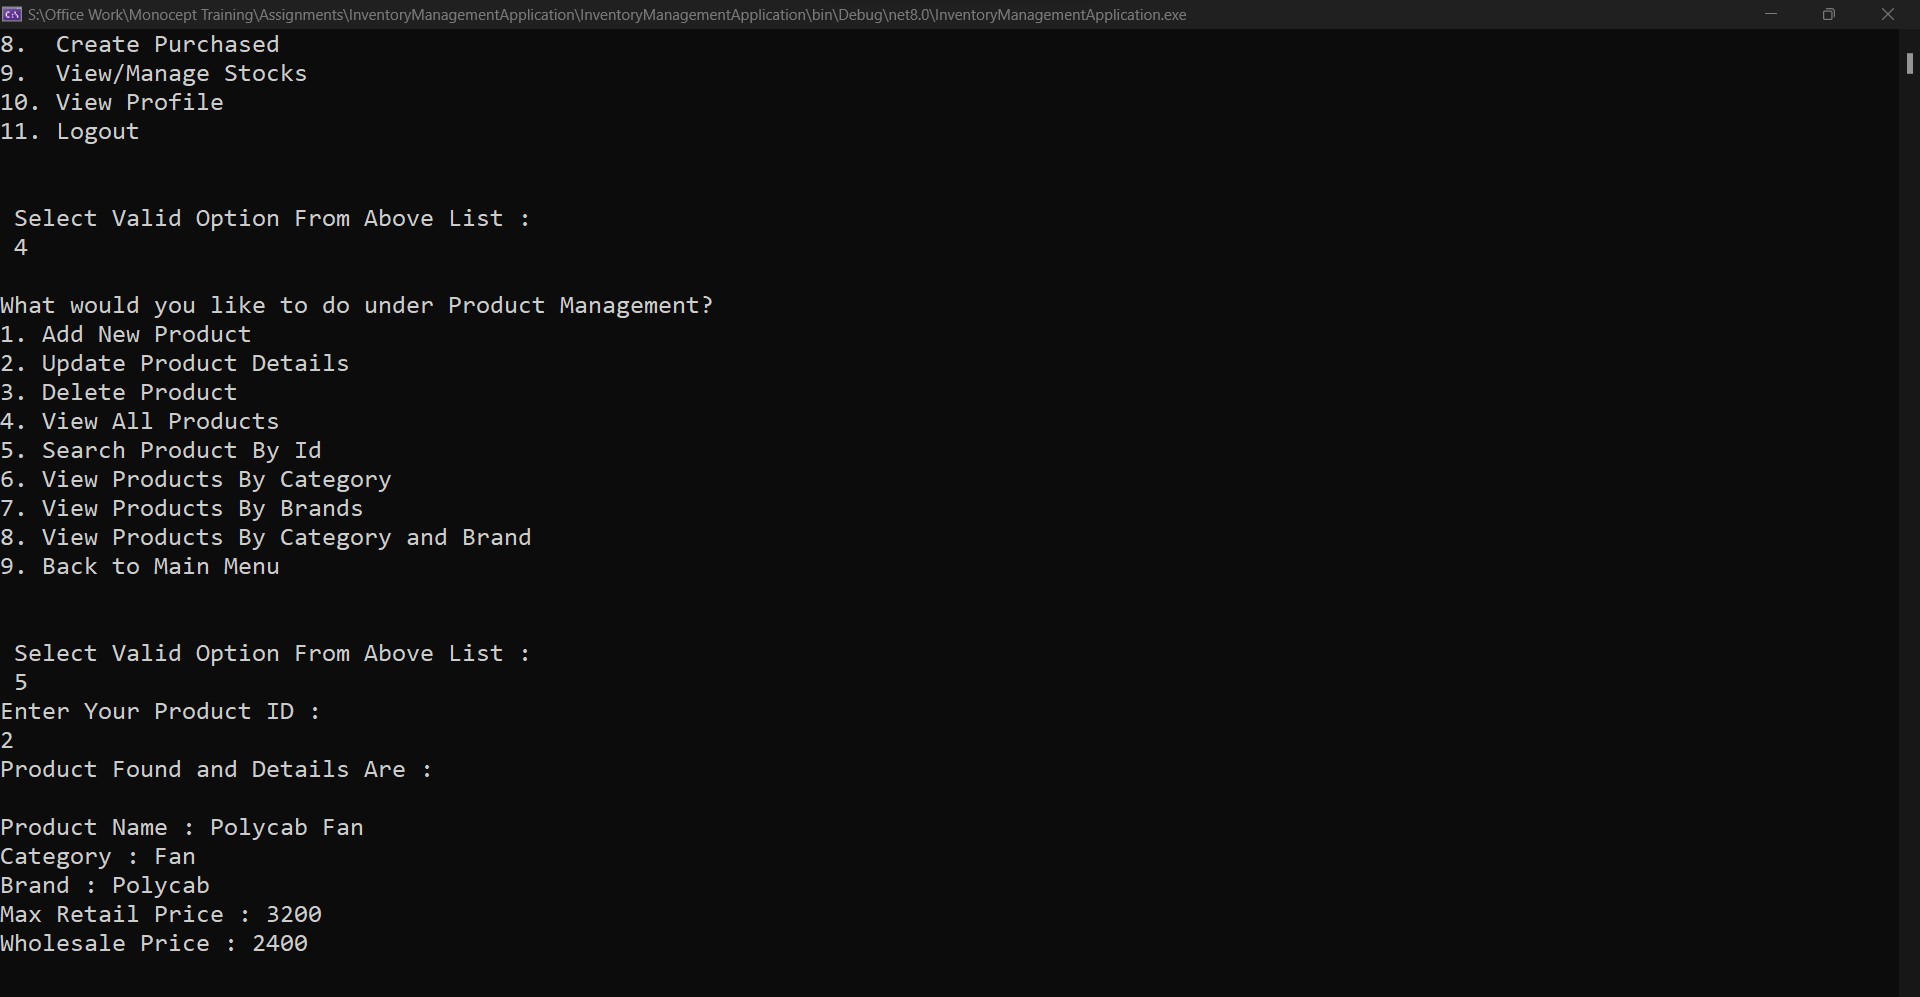 S:\Office Work\Monocept Training\Assignments\InventoryManagementApplication\InventoryManagementApplication\bin\Debug\net8.0\InventoryManagementApplication.exe
8.  Create Purchased
9.  View/Manage Stocks
10. View Profile
11. Logout
Select Valid Option From Above List :
4
What would you like to do under Product Management?
1. Add New Product
2. Update Product Details
3. Delete Product
4. View All Products
5. Search Product By Id
6. View Products By Category
7. View Products By Brands
8. View Products By Category and Brand
9. Back to Main Menu
Select Valid Option From Above List :
5
Enter Your Product ID :
2
Product Found and Details Are :
Product Name : Polycab Fan
Category : Fan
Brand : Polycab
Max Retail Price : 3200
Wholesale Price : 2400